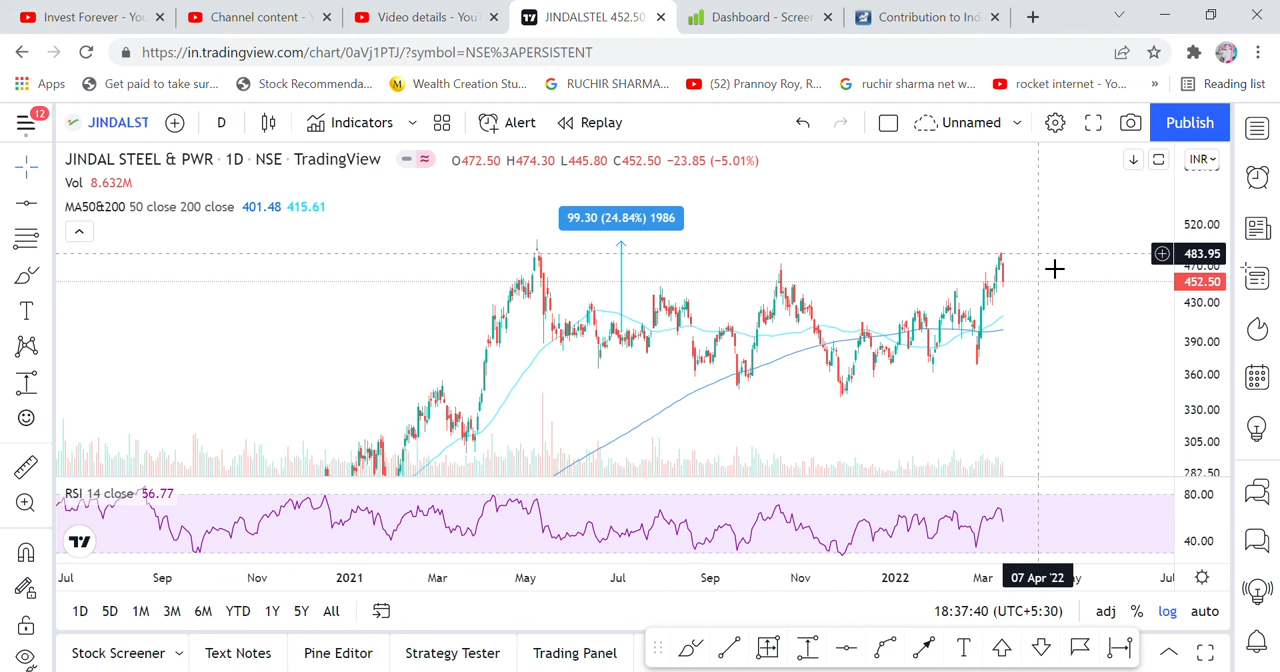 Invest Forever - You
Channel content -
Video details - You
JINDALSTEL 452.50
Dashboard - Screen
Contribution to Ind
https://in.tradingview.com/chart/0aVj1PTJ/?symbol=NSE%3APERSISTENT
Apps
Get paid to take sur...
Stock Recommenda...
Wealth Creation Stu...
RUCHIR SHARMA...
(52) Prannoy Roy, R...
ruchir sharma net w...
rocket internet - Yo...
»
Reading list
12
JINDALST
D
Indicators
Alert
Replay
Unnamed
Publish
JINDAL STEEL & PWR · 1D · NSE · TradingView
O472.50 H474.30 L445.80 C452.50 −23.85 (−5.01%)
INR
Vol 8.632M
MA50&200 50 close 200 close 401.48 415.61
99.30 (24.84%) 1986
520.00
483.95
470.00
452.50
430.00
390.00
360.00
330.00
305.00
282.50
RSI 14 close 56.77
80.00
40.00
Jul Sep Nov 2021 Mar May Jul Sep Nov 2022 Mar 07 Apr '22 Jul
1D 5D 1M 3M 6M YTD 1Y 5Y All
18:37:40 (UTC+5:30) adj % log auto
Stock Screener Text Notes Pine Editor Strategy Tester Trading Panel